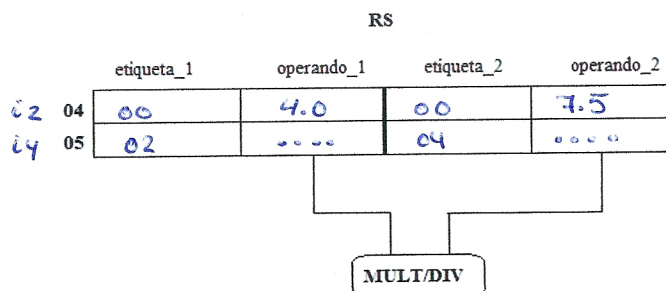 RS
etiqueta_1 operando_1 etiqueta_2 operando_2
i2 04 00 4.0 00 7.5
i4 05 02 .... 04 ....
MULT/DIV